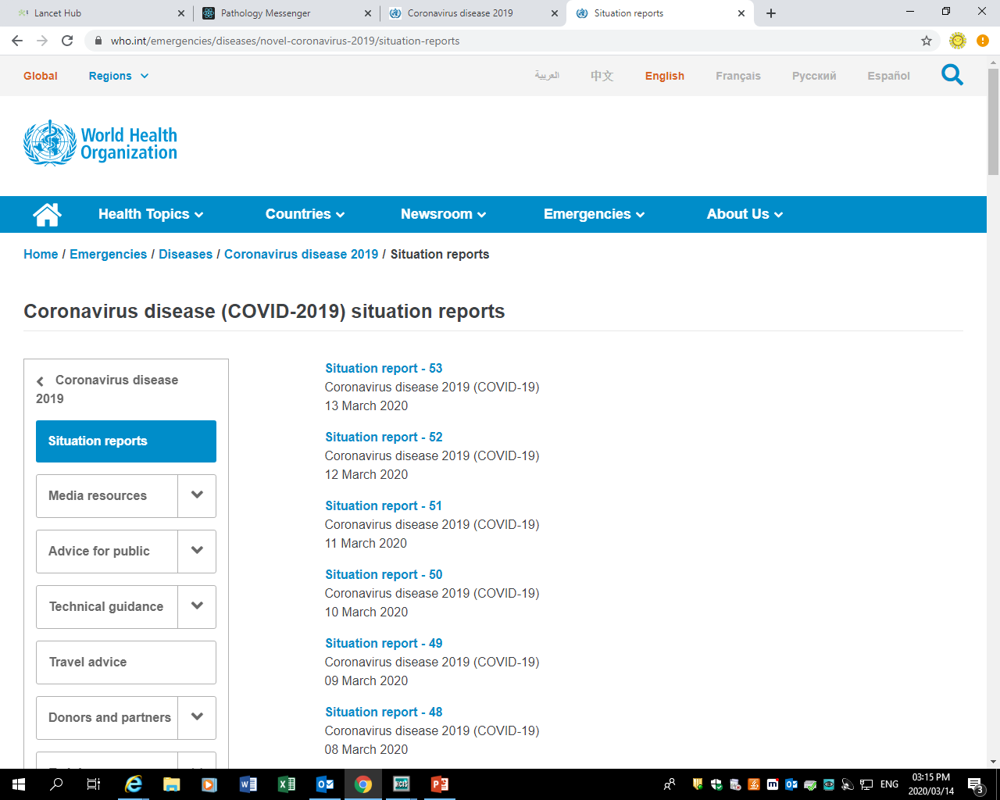 Lancet Hub
Pathology Messenger
Coronavirus disease 2019
Situation reports
who.int/emergencies/diseases/novel-coronavirus-2019/situation-reports
Global
Regions
العربية
中文
English
Français
Русский
Español
World Health
Organization
Health Topics
Countries
Newsroom
Emergencies
About Us
Home / Emergencies / Diseases / Coronavirus disease 2019 / Situation reports
Coronavirus disease (COVID-2019) situation reports
Coronavirus disease
2019
Situation reports
Media resources
Advice for public
Technical guidance
Travel advice
Donors and partners
Situation report - 53
Coronavirus disease 2019 (COVID-19)
13 March 2020
Situation report - 52
Coronavirus disease 2019 (COVID-19)
12 March 2020
Situation report - 51
Coronavirus disease 2019 (COVID-19)
11 March 2020
Situation report - 50
Coronavirus disease 2019 (COVID-19)
10 March 2020
Situation report - 49
Coronavirus disease 2019 (COVID-19)
09 March 2020
Situation report - 48
Coronavirus disease 2019 (COVID-19)
08 March 2020
HCIS
ENG
03:15 PM
2020/03/14
3